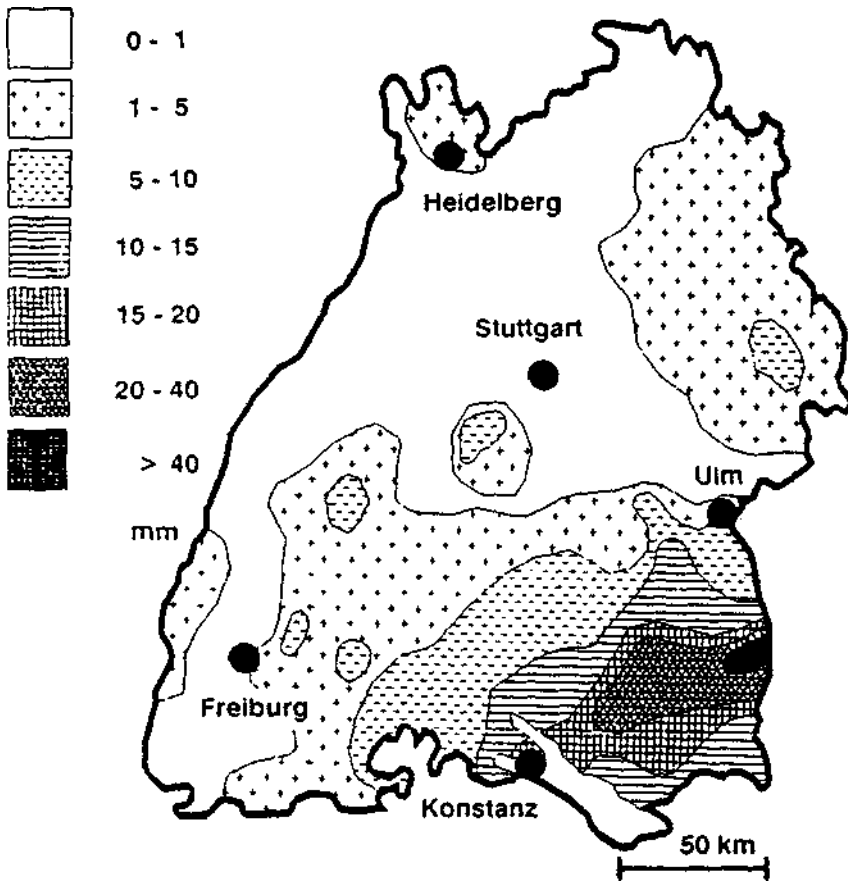 0 - 1
1 - 5
5 - 10
10 - 15
15 - 20
20 - 40
> 40
mm
Heidelberg
Stuttgart
Ulm
Freiburg
Konstanz
50 km